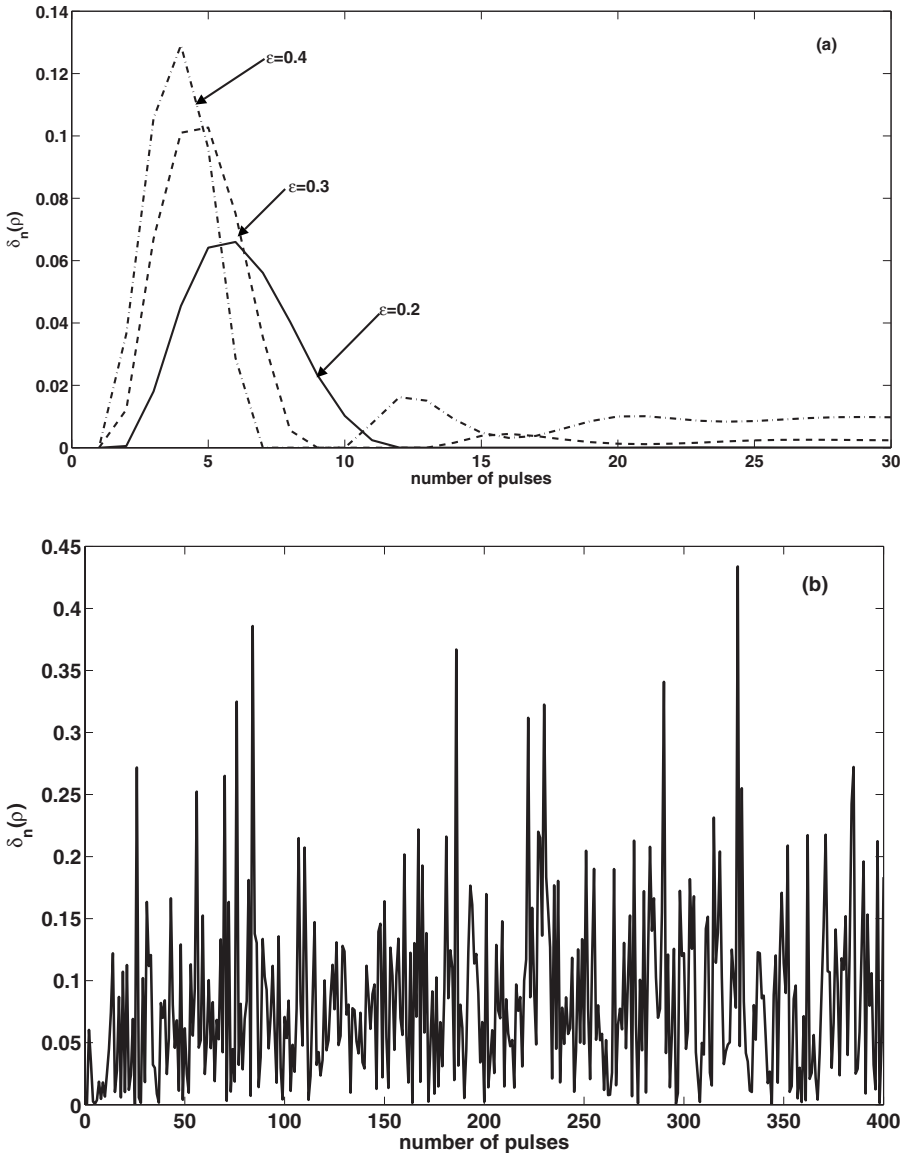 0.14
(a)
ε=0.4
0.12
0.1
ε=0.3
0.08
δn(ρ)
0.06
ε=0.2
0.04
0.02
0
0 5 10 15 20 25 30
number of pulses
0.45
(b)
0.4
0.35
0.3
0.25
δn(ρ)
0.2
0.15
0.1
0.05
0
0 50 100 150 200 250 300 350 400
number of pulses